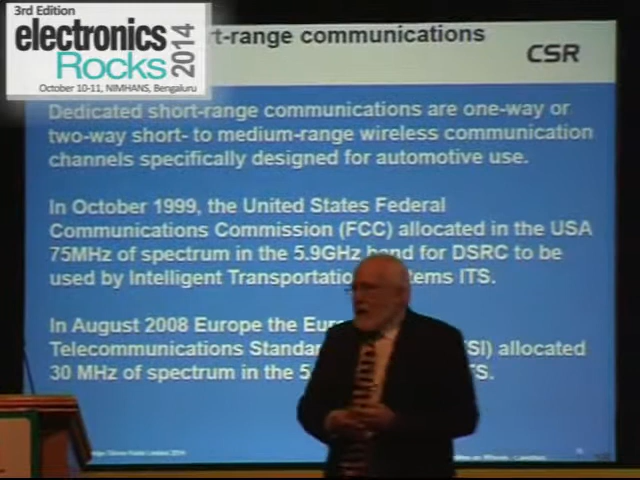 3rd Edition
electronics
Rocks 2014
October 10-11, NIMHANS, Bengaluru
t-range communications
CSR
Dedicated short-range communications are one-way or
two-way short- to medium-range wireless communication
channels specifically designed for automotive use.
In October 1999, the United States Federal
Communications Commission (FCC) allocated in the USA
75MHz of spectrum in the 5.9GHz band for DSRC to be
used by Intelligent Transportatio tems ITS.
In August 2008 Europe the Eur
Telecommunications Standar SI) allocated
30 MHz of spectrum in the 5 TS.